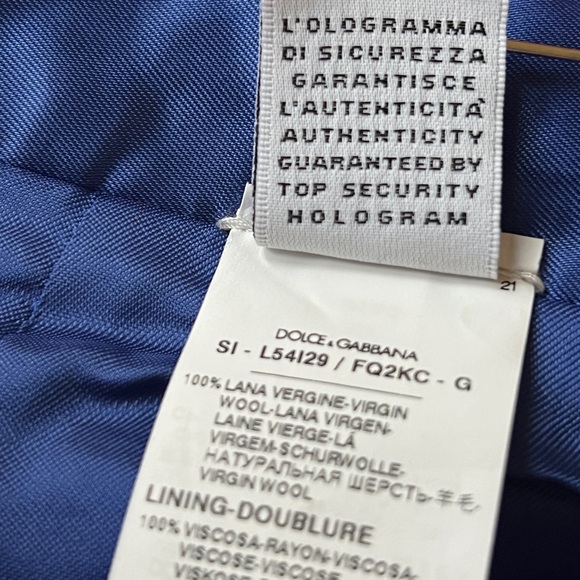 L'OLOGRAMMA
DI SICUREZZA
GARANTISCE
L'AUTENTICITÀ
AUTHENTICITY
GUARANTEED BY
TOP SECURITY
HOLOGRAM
21
DOLCE & GABBANA
SI - L54I29 / FQ2KC - G
100% LANA VERGINE-VIRGIN
WOOL-LANA VIRGEN-
LAINE VIERGE-LÃ
VIRGEM-SCHURWOLLE-
НАТУРАЛЬНАЯ ШЕРСТЬ-羊毛
VIRGIN WOOL
LINING-DOUBLURE
100% VISCOSA-RAYON-VISCOSA-
VISCOSE-VISCOSE-